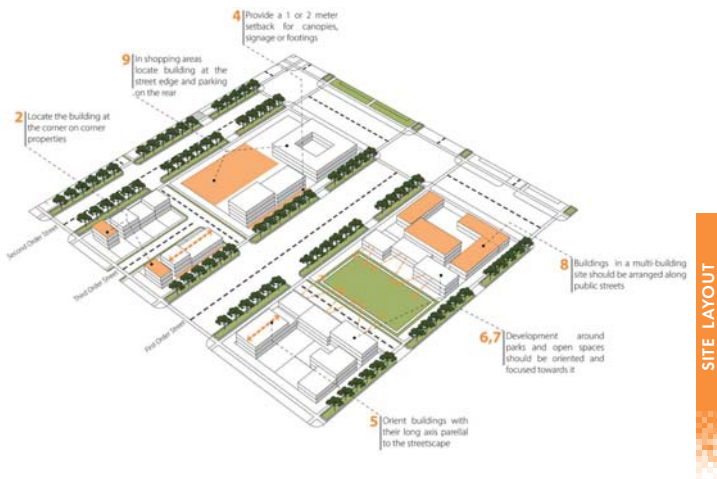 4 Provide a 1 or 2 meter
setback for canopies,
signage or footings
9 In shopping areas
locate building at the
street edge and parking
on the rear
2 Locate the building at
the corner on corner
properties
Second Order Street
Third Order Street
First Order Street
8 Buildings in a multi-building
site should be arranged along
public streets
6,7 Development around
parks and open spaces
should be oriented and
focused towards it
5 Orient buildings with
their long axis parellal
to the streetscape
SITE LAYOUT